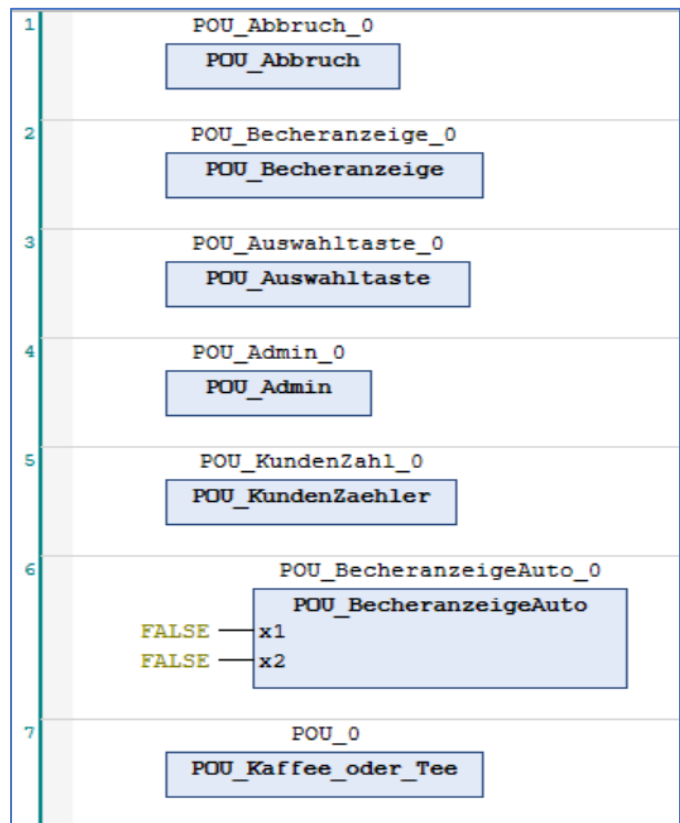 1
POU_Abbruch_0
POU_Abbruch
2
POU_Becheranzeige_0
POU_Becheranzeige
3
POU_Auswahltaste_0
POU_Auswahltaste
4
POU_Admin_0
POU_Admin
5
POU_KundenZahl_0
POU_KundenZaehler
6
POU_BecheranzeigeAuto_0
POU_BecheranzeigeAuto
FALSE x1
FALSE x2
7
POU_0
POU_Kaffee_oder_Tee